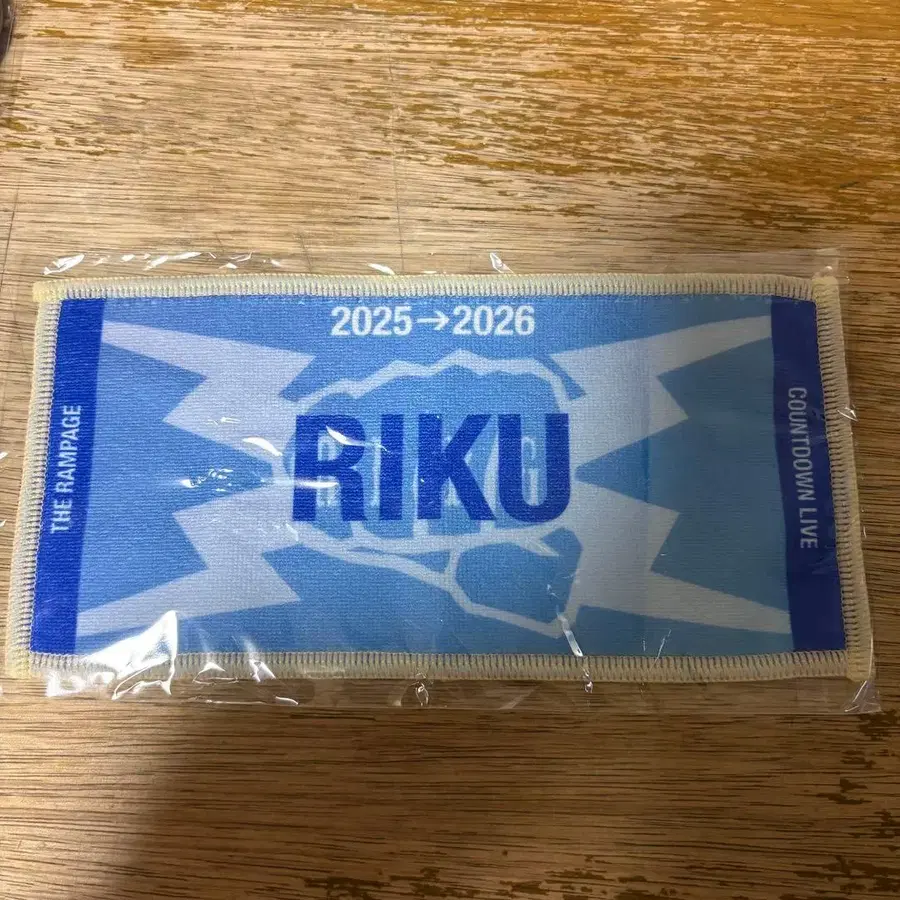 2025→2026
THE RAMPAGE
RIKU
COUNTDOWN LIVE